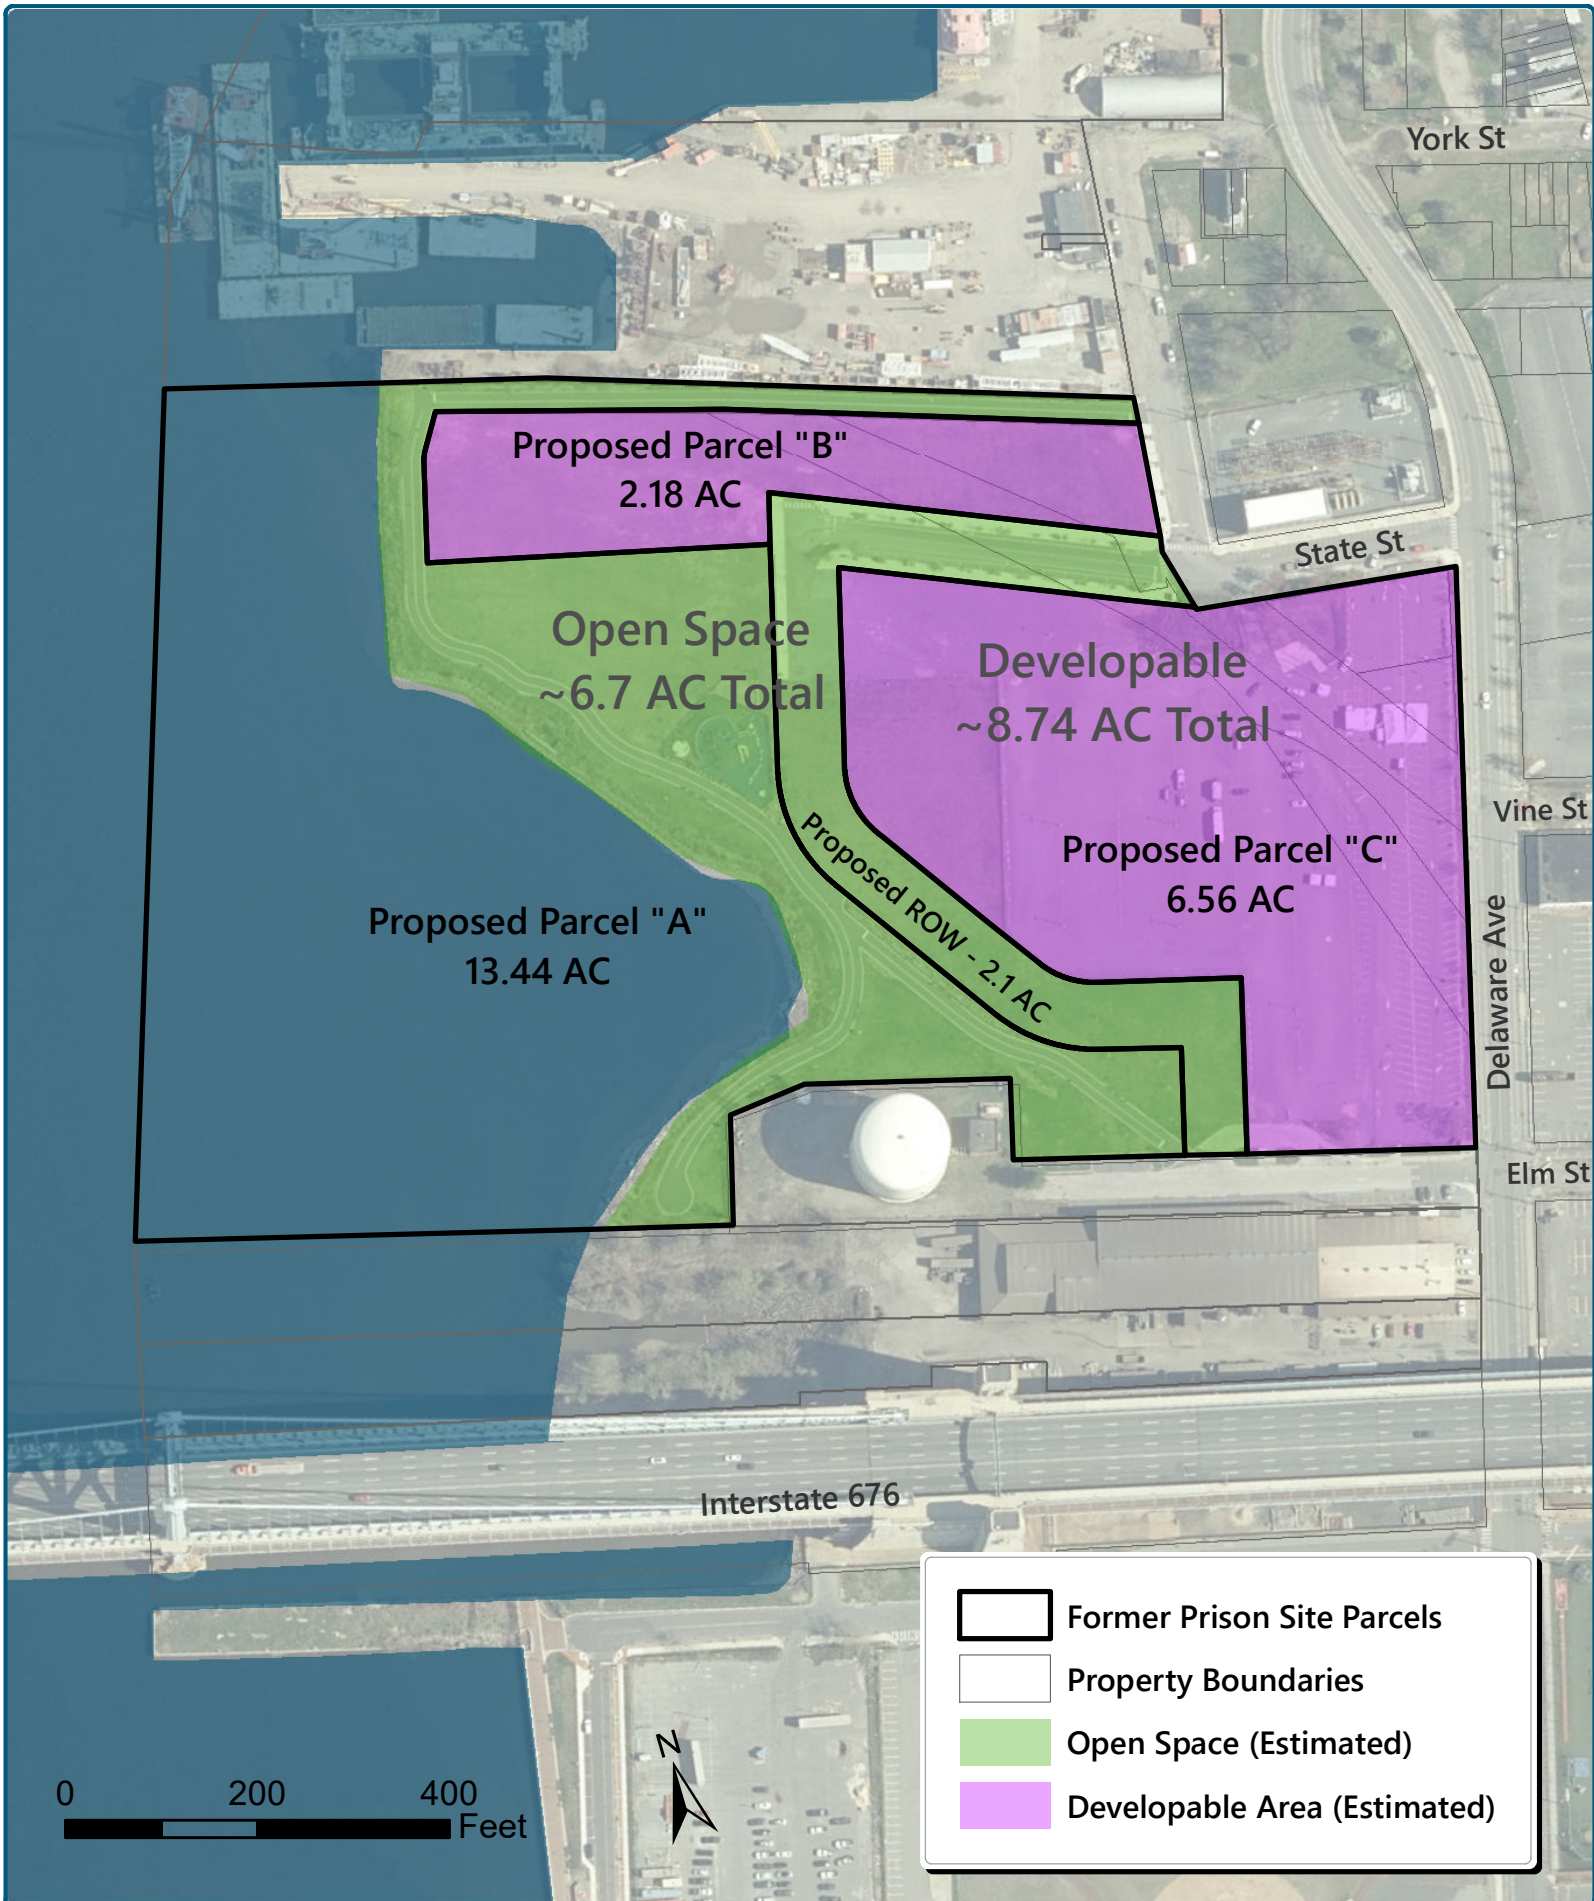 York St
Proposed Parcel "B"
2.18 AC
State St
Open Space
~6.7 AC Total
Developable
~8.74 AC Total
Vine St
Proposed ROW - 2.1 AC
Proposed Parcel "C"
6.56 AC
Proposed Parcel "A"
13.44 AC
Delaware Ave
Elm St
Interstate 676
Former Prison Site Parcels
Property Boundaries
Open Space (Estimated)
Developable Area (Estimated)
N
0 200 400
Feet